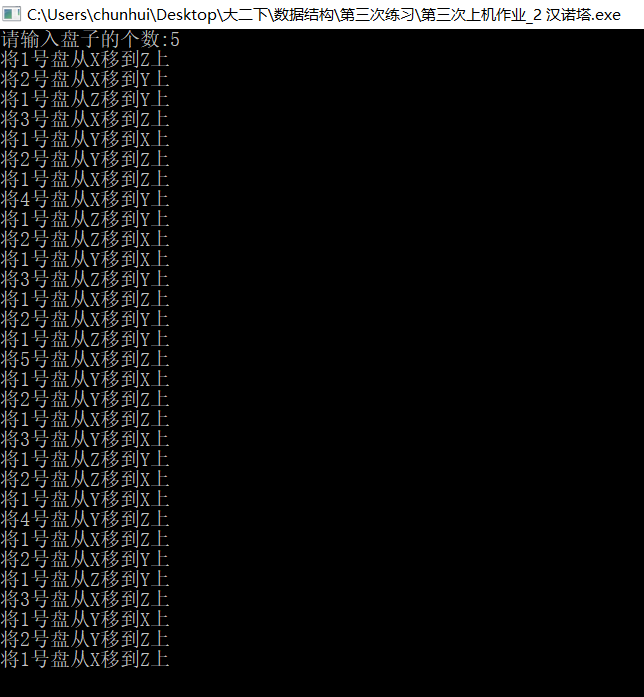 C:\Users\chunhui\Desktop\大二下\数据结构\第三次练习\第三次上机作业_2 汉诺塔.exe
请输入盘子的个数:5
将1号盘从X移到Z上
将2号盘从X移到Y上
将1号盘从Z移到Y上
将3号盘从X移到Z上
将1号盘从Y移到X上
将2号盘从Y移到Z上
将1号盘从X移到Z上
将4号盘从X移到Y上
将1号盘从Z移到Y上
将2号盘从Z移到X上
将1号盘从Y移到X上
将3号盘从Z移到Y上
将1号盘从X移到Z上
将2号盘从X移到Y上
将1号盘从Z移到Y上
将5号盘从X移到Z上
将1号盘从Y移到X上
将2号盘从Y移到Z上
将1号盘从X移到Z上
将3号盘从Y移到X上
将1号盘从Z移到Y上
将2号盘从Z移到X上
将1号盘从Y移到X上
将4号盘从Y移到Z上
将1号盘从X移到Z上
将2号盘从X移到Y上
将1号盘从Z移到Y上
将3号盘从X移到Z上
将1号盘从Y移到X上
将2号盘从Y移到Z上
将1号盘从X移到Z上